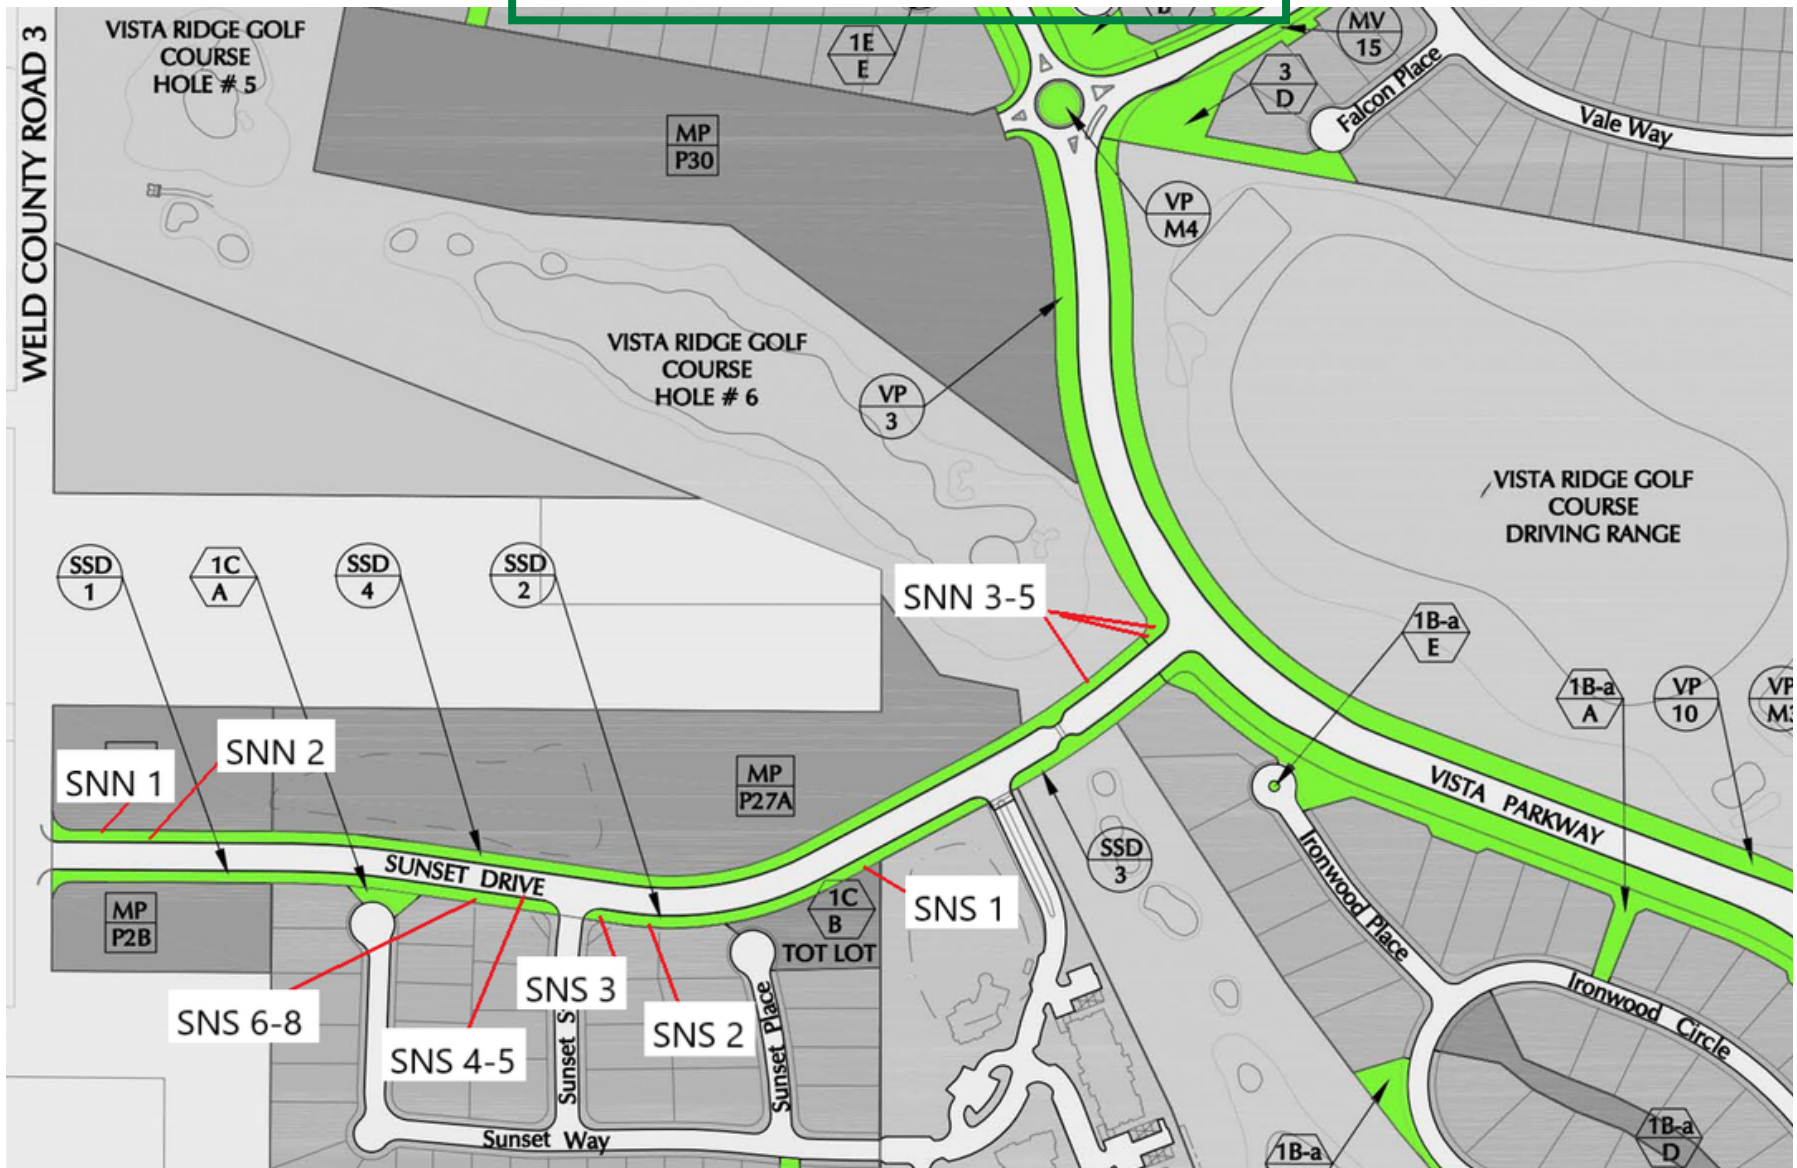 WELD COUNTY ROAD 3
VISTA RIDGE GOLF
COURSE
HOLE # 5
1E
E
MV
15
3
D
Falcon Place
Vale Way
MP
P30
VP
M4
VISTA RIDGE GOLF
COURSE
HOLE # 6
VP
3
VISTA RIDGE GOLF
COURSE
DRIVING RANGE
SSD
1
1C
A
SSD
4
SSD
2
SNN 3-5
1B-a
E
1B-a
A
VP
10
VP
SNN 1
SNN 2
MP
P27A
VISTA PARKWAY
SUNSET DRIVE
SSD
3
MP
P2B
1C
B
TOT LOT
SNS 1
SNS 3
SNS 2
SNS 6-8
SNS 4-5
Sunset
Sunset Place
Sunset Way
Ironwood Place
Ironwood Circle
1B-a
D
1B-a